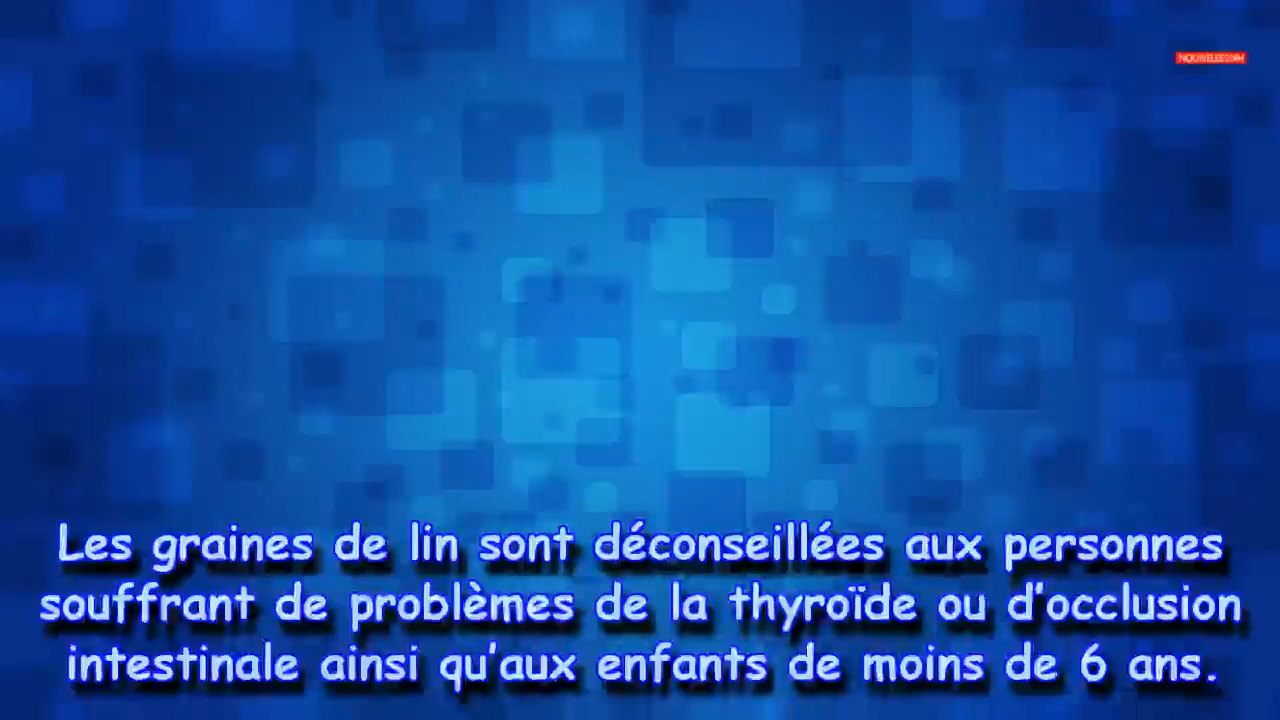 Les graines de lin sont déconseillées aux personnes
souffrant de problèmes de la thyroïde ou d'occlusion
intestinale ainsi qu'aux enfants de moins de 6 ans.